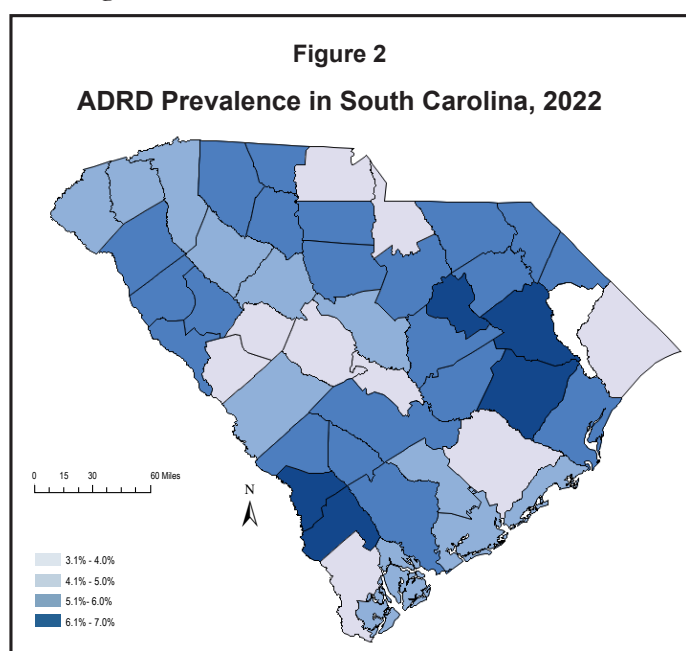 Figure 2
ADRD Prevalence in South Carolina, 2022
0 15 30 60 Miles
N
3.1% - 4.0%
4.1% - 5.0%
5.1%- 6.0%
6.1% - 7.0%